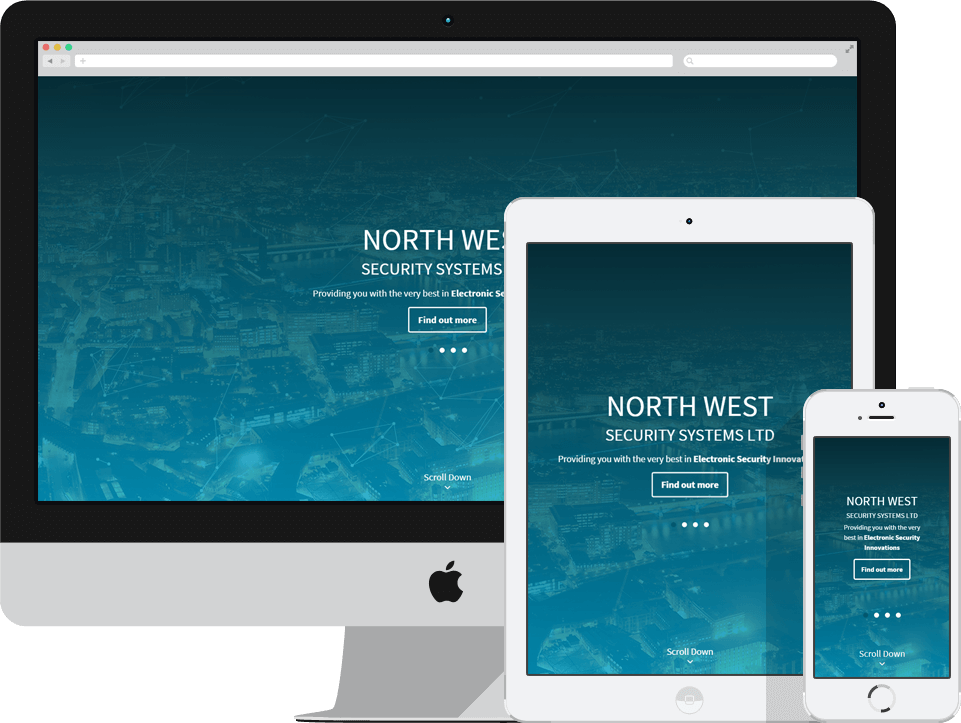 NORTH WES
SECURITY SYSTEMS
Providing you with the very best in Electronic Se
Find out more
Scroll Down
NORTH WEST
SECURITY SYSTEMS LTD
Providing you with the very best in Electronic Security Innovat
Find out more
Scroll Down
NORTH WEST
SECURITY SYSTEMS LTD
Providing you with the very
best in Electronic Security
Innovations
Find out more
Scroll Down